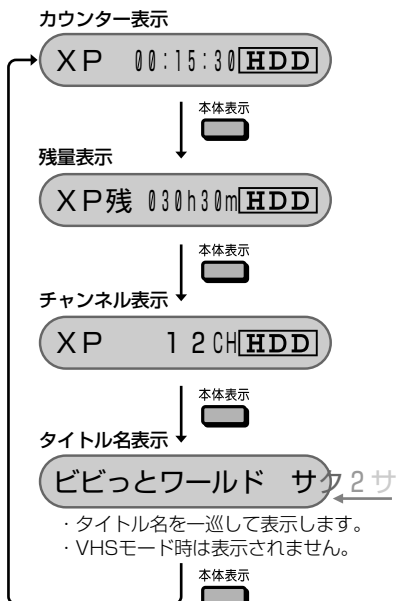 カウンター表示
XP 00:15:30 HDD
本体表示
残量表示
XP残 030h30m HDD
本体表示
チャンネル表示
XP 12CH HDD
本体表示
タイトル名表示
ビビっとワールド サク2サ
・タイトル名を一巡して表示します。
・VHSモード時は表示されません。
本体表示